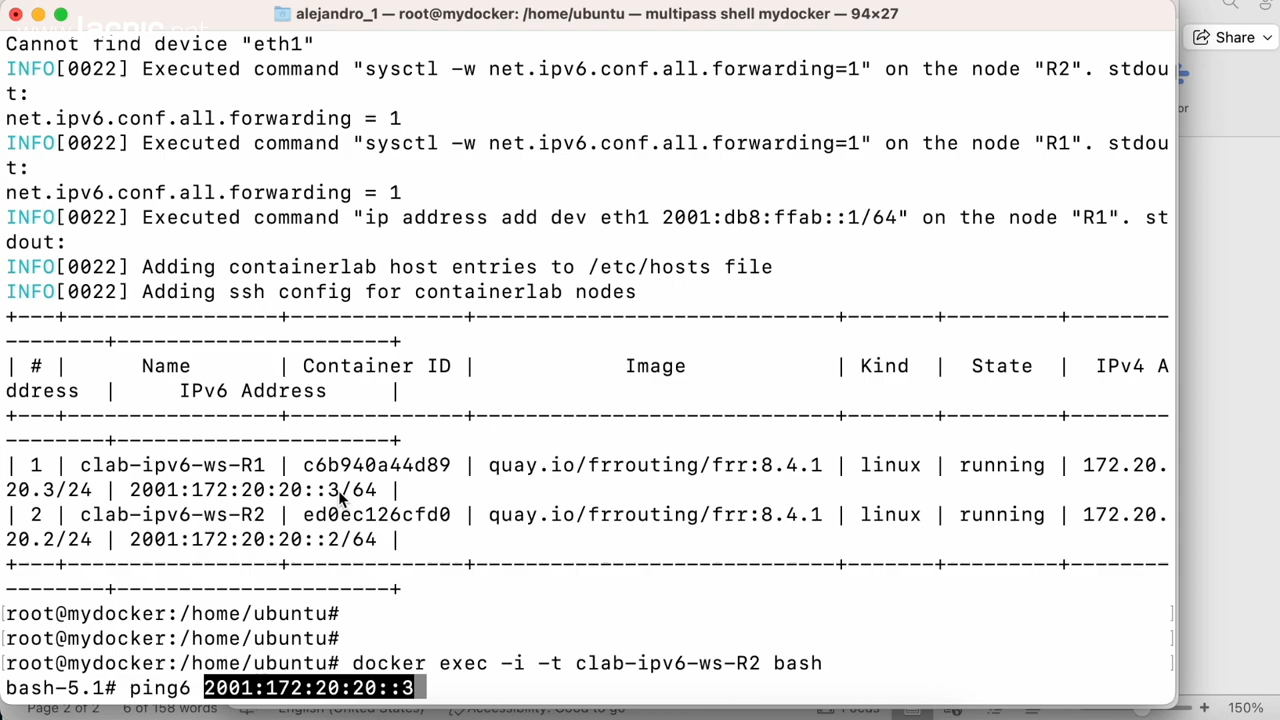 alejandro_1 — root@mydocker: /home/ubuntu — multipass shell mydocker — 94×27
Share
Cannot find device "eth1"
INFO[0022] Executed command "sysctl -w net.ipv6.conf.all.forwarding=1" on the node "R2". stdou
t:
net.ipv6.conf.all.forwarding = 1
INFO[0022] Executed command "sysctl -w net.ipv6.conf.all.forwarding=1" on the node "R1". stdou
t:
net.ipv6.conf.all.forwarding = 1
INFO[0022] Executed command "ip address add dev eth1 2001:db8:ffab::1/64" on the node "R1". st
dout:
INFO[0022] Adding containerlab host entries to /etc/hosts file
INFO[0022] Adding ssh config for containerlab nodes
+---+-----------------+--------------+-----------------------------+-------+---------+--------
--------+----------------------+
| # |      Name       | Container ID |            Image            | Kind  |  State  |  IPv4 A
ddress  |     IPv6 Address     |
+---+-----------------+--------------+-----------------------------+-------+---------+--------
--------+----------------------+
| 1 | clab-ipv6-ws-R1 | c6b940a44d89 | quay.io/frrouting/frr:8.4.1 | linux | running | 172.20.
20.3/24 | 2001:172:20:20::3/64 |
| 2 | clab-ipv6-ws-R2 | ed0ec126cfd0 | quay.io/frrouting/frr:8.4.1 | linux | running | 172.20.
20.2/24 | 2001:172:20:20::2/64 |
+---+-----------------+--------------+-----------------------------+-------+---------+--------
--------+----------------------+
[root@mydocker:/home/ubuntu# ]
[root@mydocker:/home/ubuntu# ]
[root@mydocker:/home/ubuntu# docker exec -i -t clab-ipv6-ws-R2 bash ]
bash-5.1# ping6 2001:172:20:20::3
Page 2 of 2 6 of 158 words English (United States) Accessibility: Good to go Focus 150%